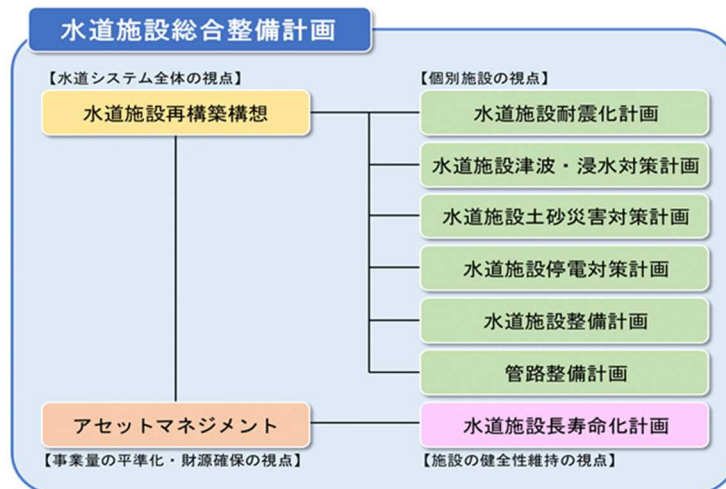 水道施設総合整備計画
【水道システム全体の視点】
水道施設再構築構想
【個別施設の視点】
水道施設耐震化計画
水道施設津波・浸水対策計画
水道施設土砂災害対策計画
水道施設停電対策計画
水道施設整備計画
管路整備計画
アセットマネジメント
【事業量の平準化・財源確保の視点】
水道施設長寿命化計画
【施設の健全性維持の視点】